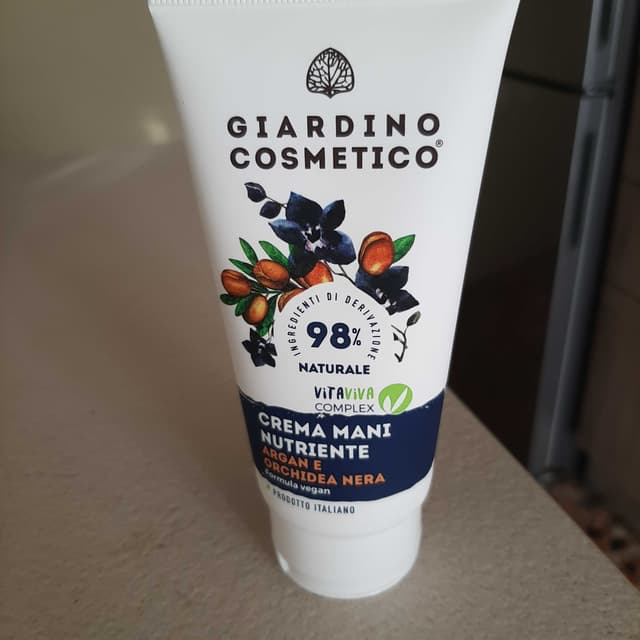 GIARDINO
COSMETICO®
INGREDIENTI DI DERIVAZIONE
98%
NATURALE
VITAVIVA
COMPLEX
CREMA MANI
NUTRIENTE
ARGAN E
ORCHIDEA NERA
Formula vegan
PRODOTTO ITALIANO